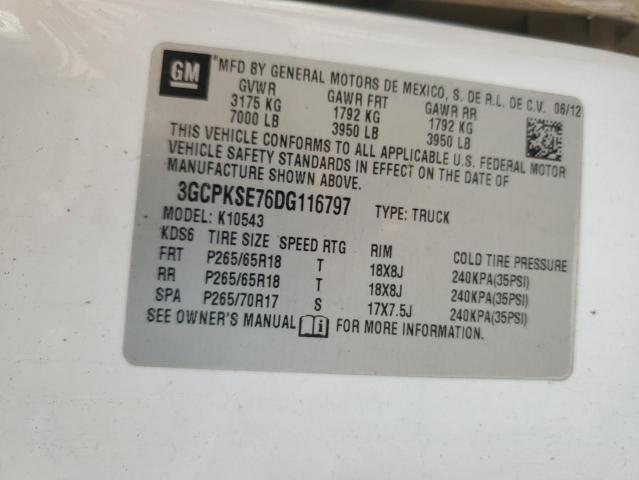 GM
®MFD BY GENERAL MOTORS DE MEXICO, S. DE R.L. DE C.V. 06/12
GVWR GAWR FRT GAWR RR
3175 KG 1792 KG 1792 KG
7000 LB 3950 LB 3950 LB
THIS VEHICLE CONFORMS TO ALL APPLICABLE U.S. FEDERAL MOTOR
VEHICLE SAFETY STANDARDS IN EFFECT ON THE DATE OF
MANUFACTURE SHOWN ABOVE.
3GCPKSE76DG116797 TYPE: TRUCK
MODEL: K10543
KDS6 TIRE SIZE SPEED RTG RIM COLD TIRE PRESSURE
FRT P265/65R18 T 18X8J 240KPA(35PSI)
RR P265/65R18 T 18X8J 240KPA(35PSI)
SPA P265/70R17 S 17X7.5J 240KPA(35PSI)
SEE OWNER'S MANUAL i FOR MORE INFORMATION.